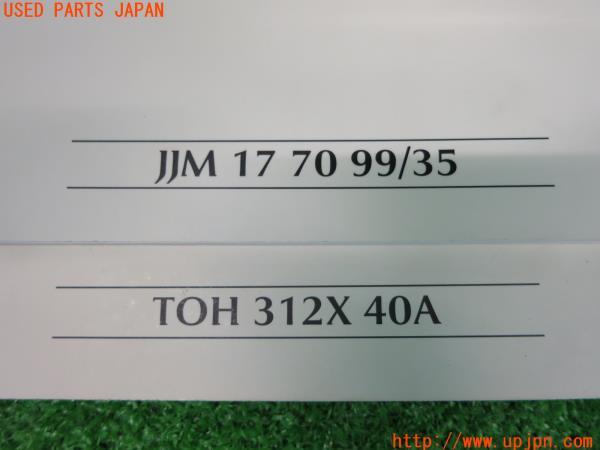 USED PARTS JAPAN
JJM 17 70 99/35
TOH 312X 40A
http://www.upjpn.com/